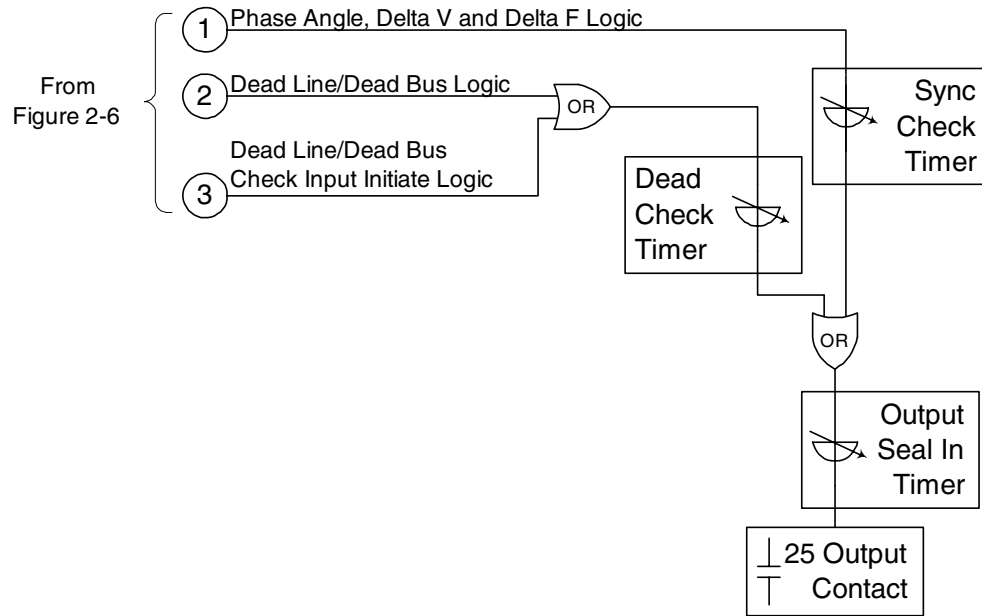 From
Figure 2-6
1
Phase Angle, Delta V and Delta F Logic
2
Dead Line/Dead Bus Logic
3
Dead Line/Dead Bus
Check Input Initiate Logic
OR
Dead
Check
Timer
Sync
Check
Timer
OR
Output
Seal In
Timer
25 Output
Contact